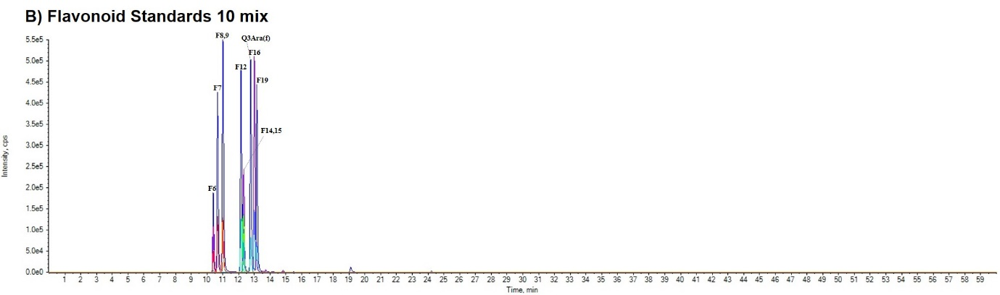 B) Flavonoid Standards 10 mix
5.5e5
5.0e5
4.5e5
4.0e5
3.5e5
3.0e5
2.5e5
2.0e5
1.5e5
1.0e5
5.0e4
0.0e0
Intensity, cps
F8,9
Q3Ara(f)
F16
F12
F19
F7
F14,15
F6
1 2 3 4 5 6 7 8 9 10 11 12 13 14 15 16 17 18 19 20 21 22 23 24 25 26 27 28 29 30 31 32 33 34 35 36 37 38 39 40 41 42 43 44 45 46 47 48 49 50 51 52 53 54 55 56 57 58 59
Time, min